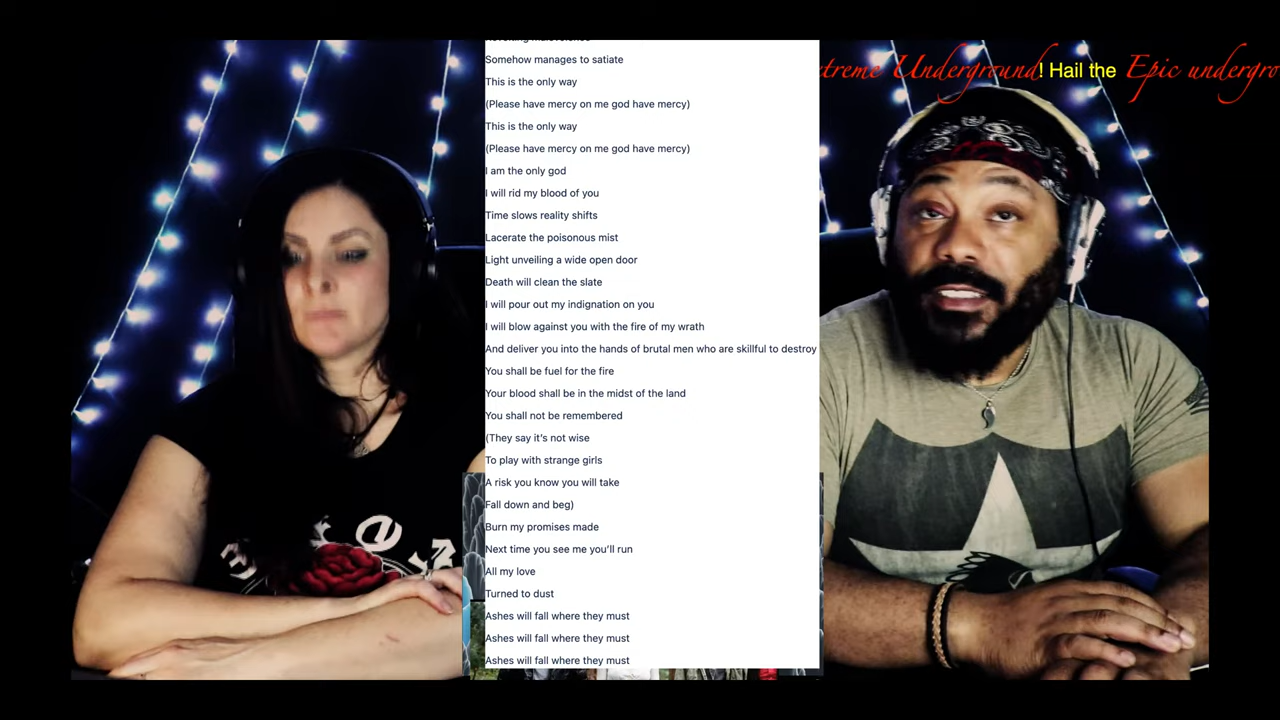 Somehow manages to satiate
This is the only way
(Please have mercy on me god have mercy)
This is the only way
(Please have mercy on me god have mercy)
I am the only god
I will rid my blood of you
Time slows reality shifts
Lacerate the poisonous mist
Light unveiling a wide open door
Death will clean the slate
I will pour out my indignation on you
I will blow against you with the fire of my wrath
And deliver you into the hands of brutal men who are skillful to destroy
You shall be fuel for the fire
Your blood shall be in the midst of the land
You shall not be remembered
(They say it’s not wise
To play with strange girls
A risk you know you will take
Fall down and beg)
Burn my promises made
Next time you see me you’ll run
All my love
Turned to dust
Ashes will fall where they must
Ashes will fall where they must
Ashes will fall where they must
treme Underground! Hail the Epic undergro